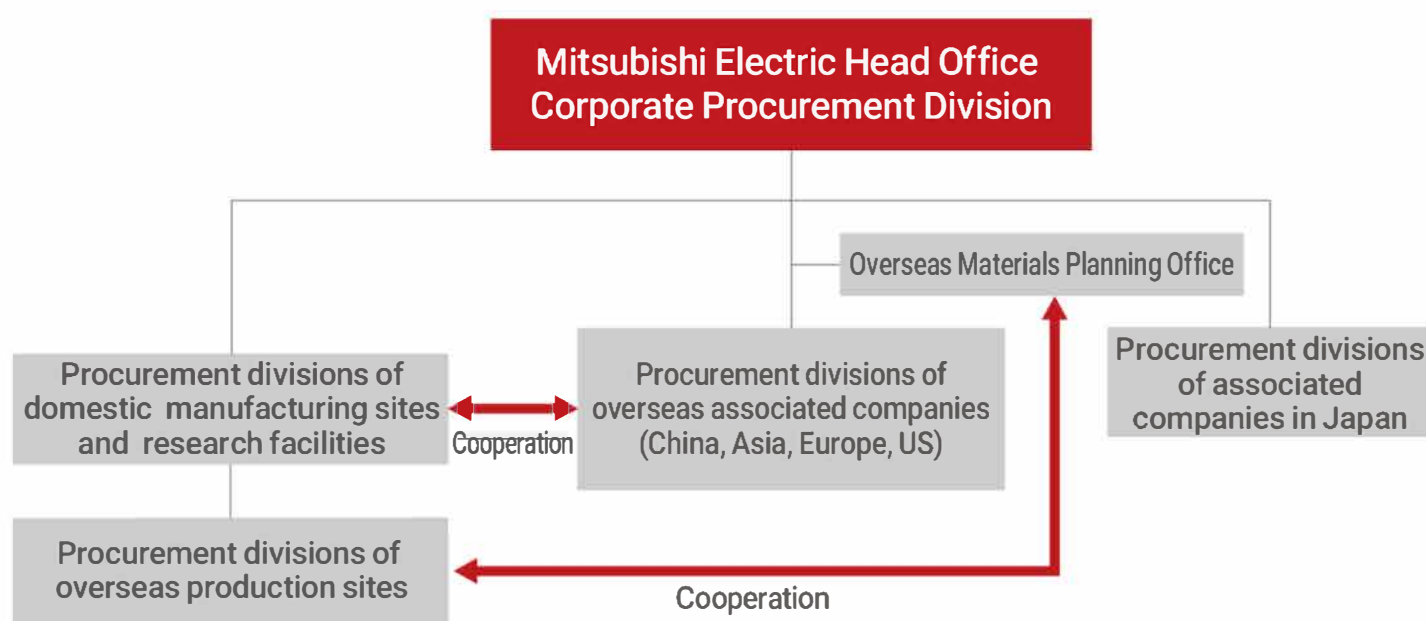 Mitsubishi Electric Head Office
Corporate Procurement Division
Overseas Materials Planning Office
Procurement divisions of
domestic manufacturing sites
and research facilities
Cooperation
Procurement divisions of
overseas associated companies
(China, Asia, Europe, US)
Procurement divisions
of associated
companies in Japan
Procurement divisions of
overseas production sites
Cooperation